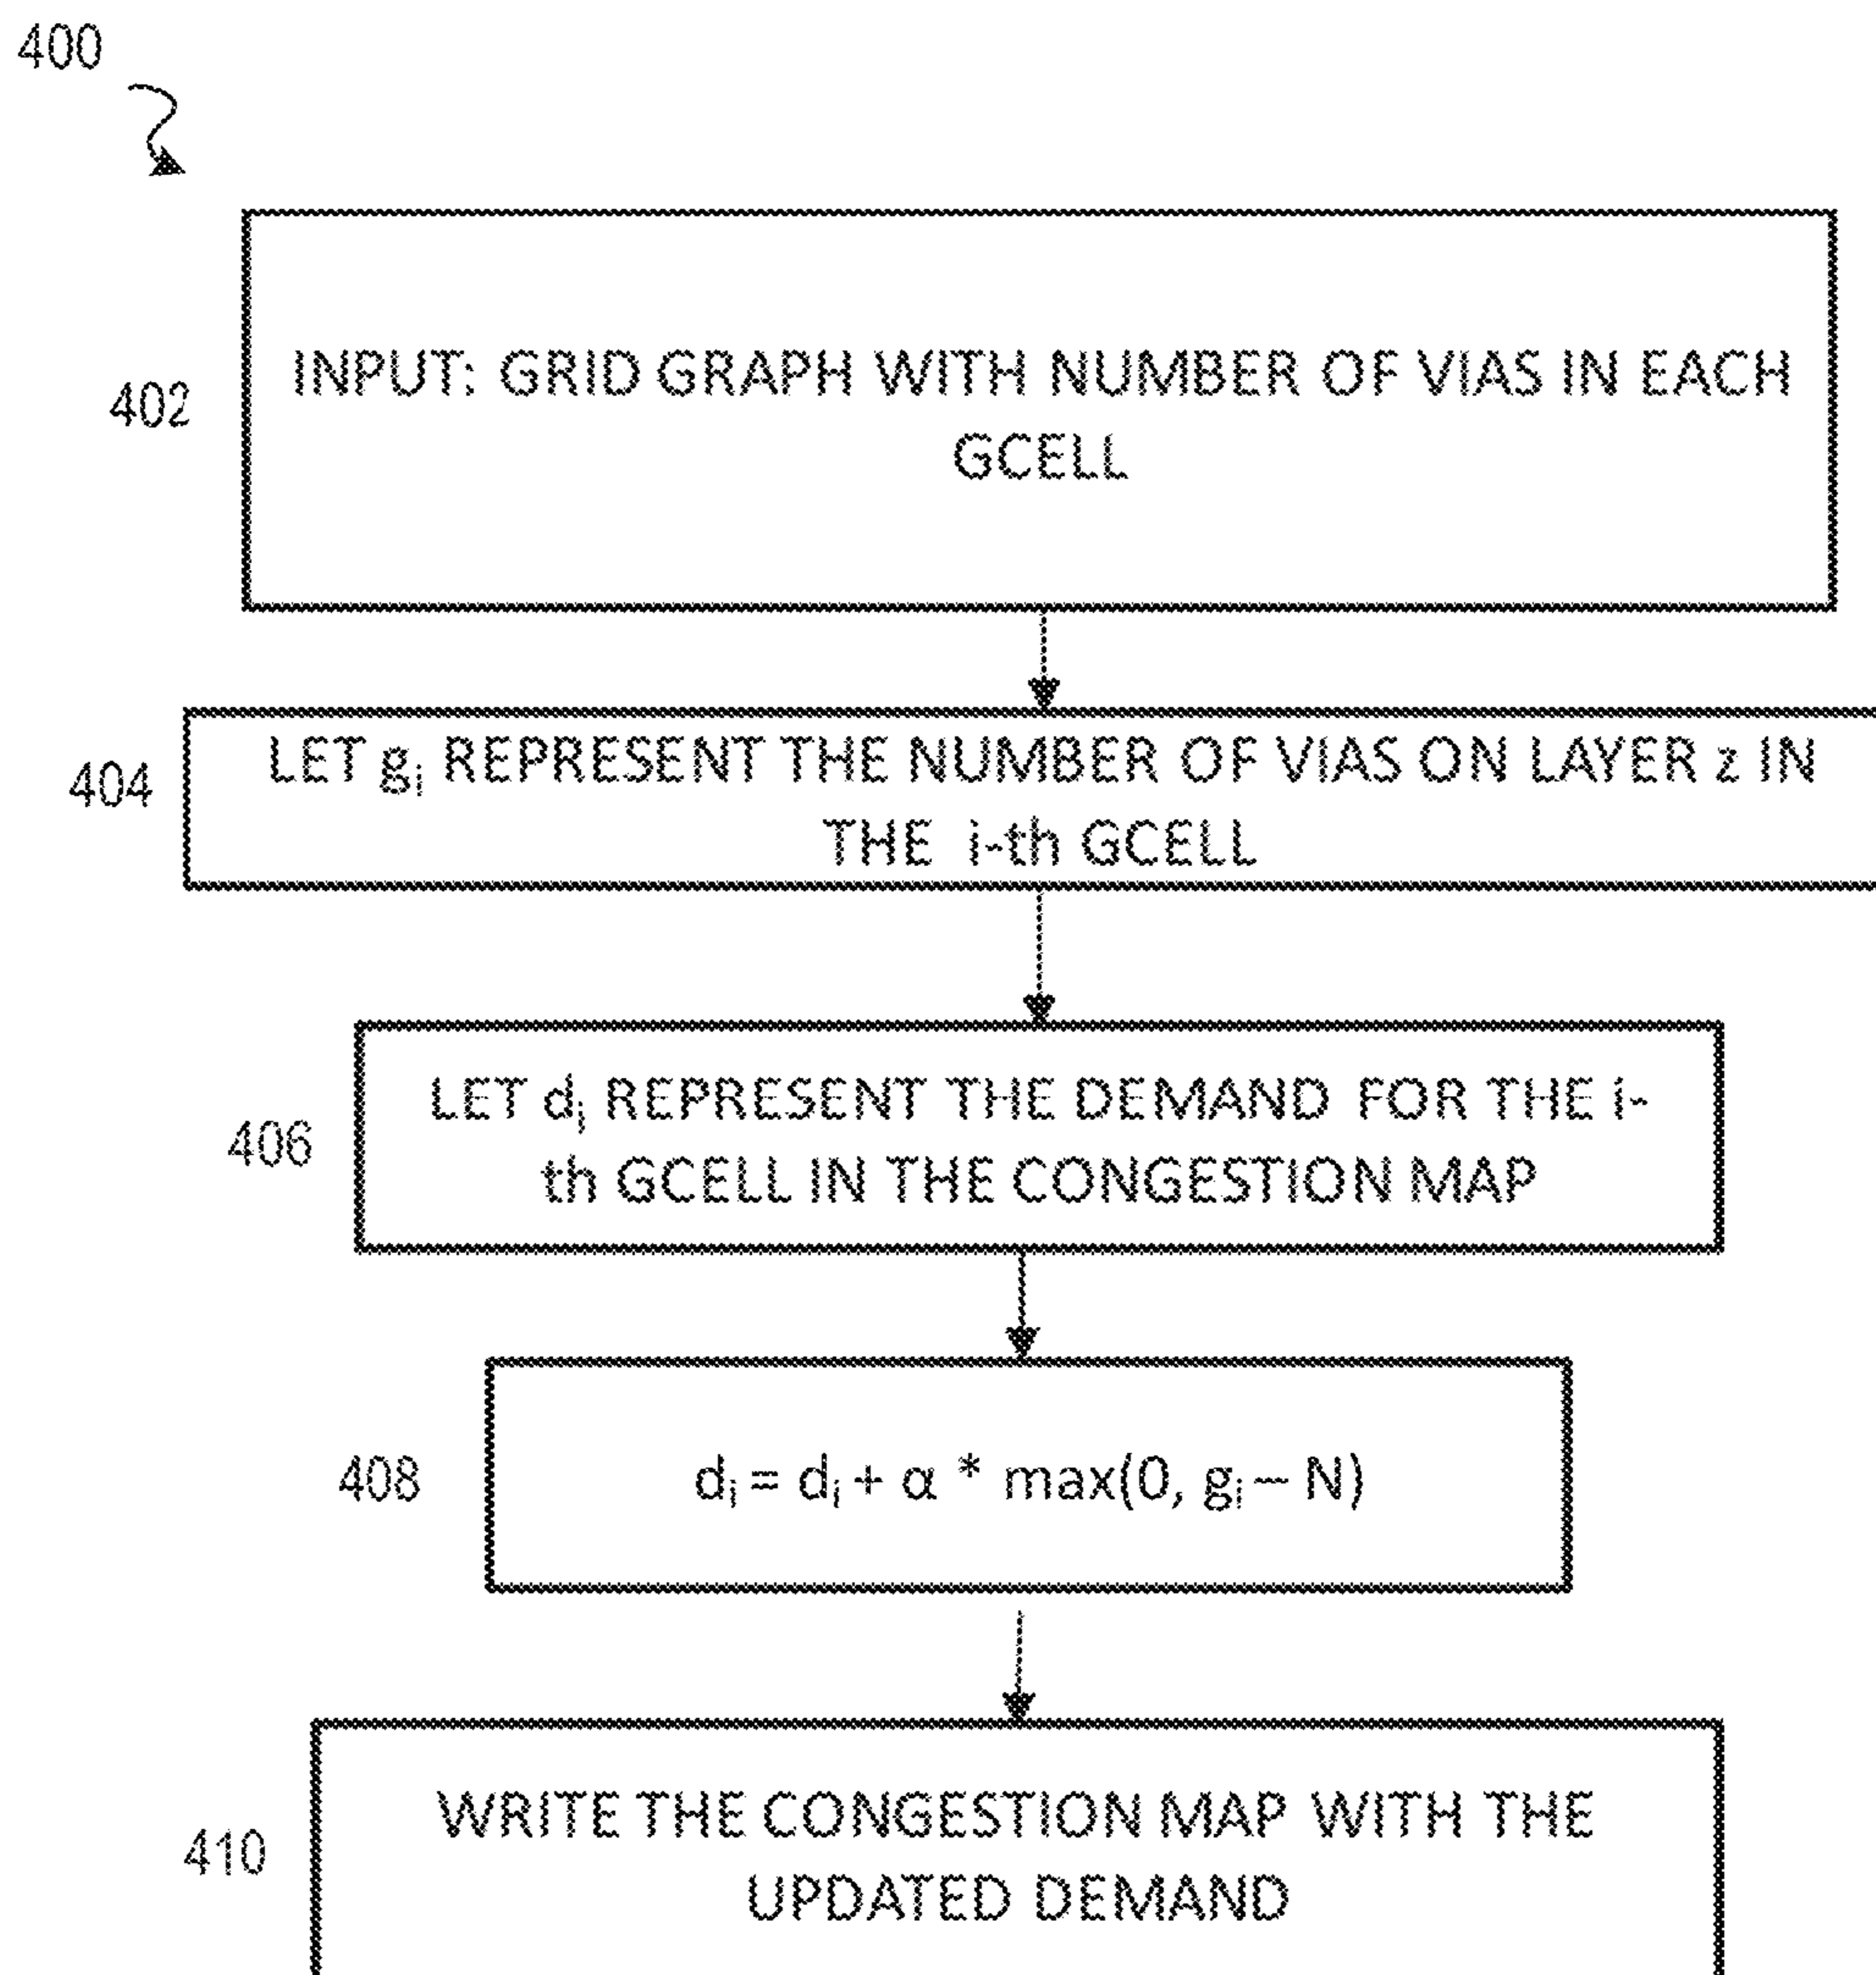 400
402
INPUT: GRID GRAPH WITH NUMBER OF VIAS IN EACH
GCELL
404
LET gᵢ REPRESENT THE NUMBER OF VIAS ON LAYER z IN
THE i-th GCELL
406
LET dᵢ REPRESENT THE DEMAND FOR THE i-
th GCELL IN THE CONGESTION MAP
408
dᵢ = dᵢ + α * max(0, gᵢ – N)
410
WRITE THE CONGESTION MAP WITH THE
UPDATED DEMAND